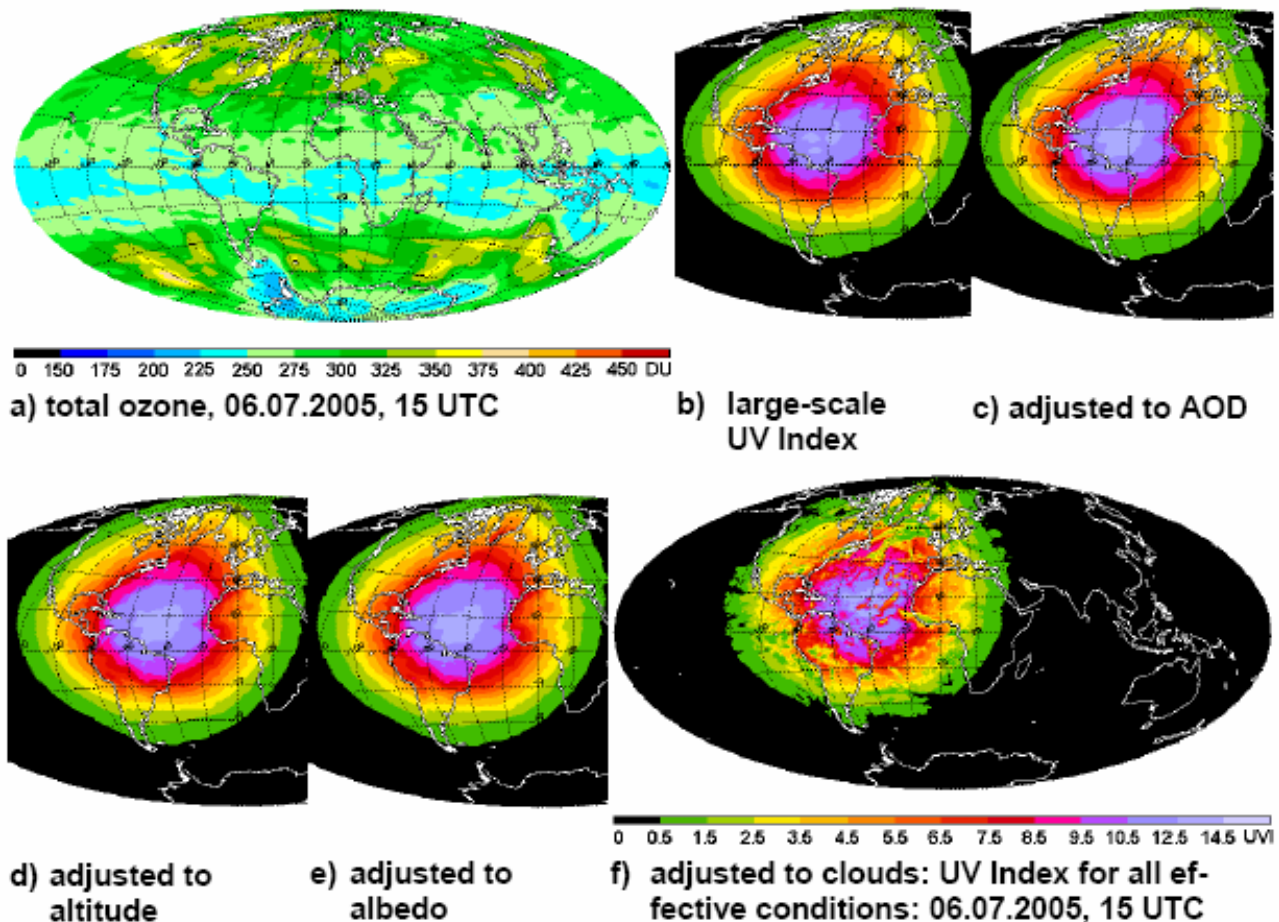 0 150 175 200 225 250 275 300 325 350 375 400 425 450 DU
a) total ozone, 06.07.2005, 15 UTC
b) large-scale
UV Index
c) adjusted to AOD
d) adjusted to
altitude
e) adjusted to
albedo
0 0.5 1.5 2.5 3.5 4.5 5.5 6.5 7.5 8.5 9.5 10.5 12.5 14.5 UVI
f) adjusted to clouds: UV Index for all ef-
fective conditions: 06.07.2005, 15 UTC